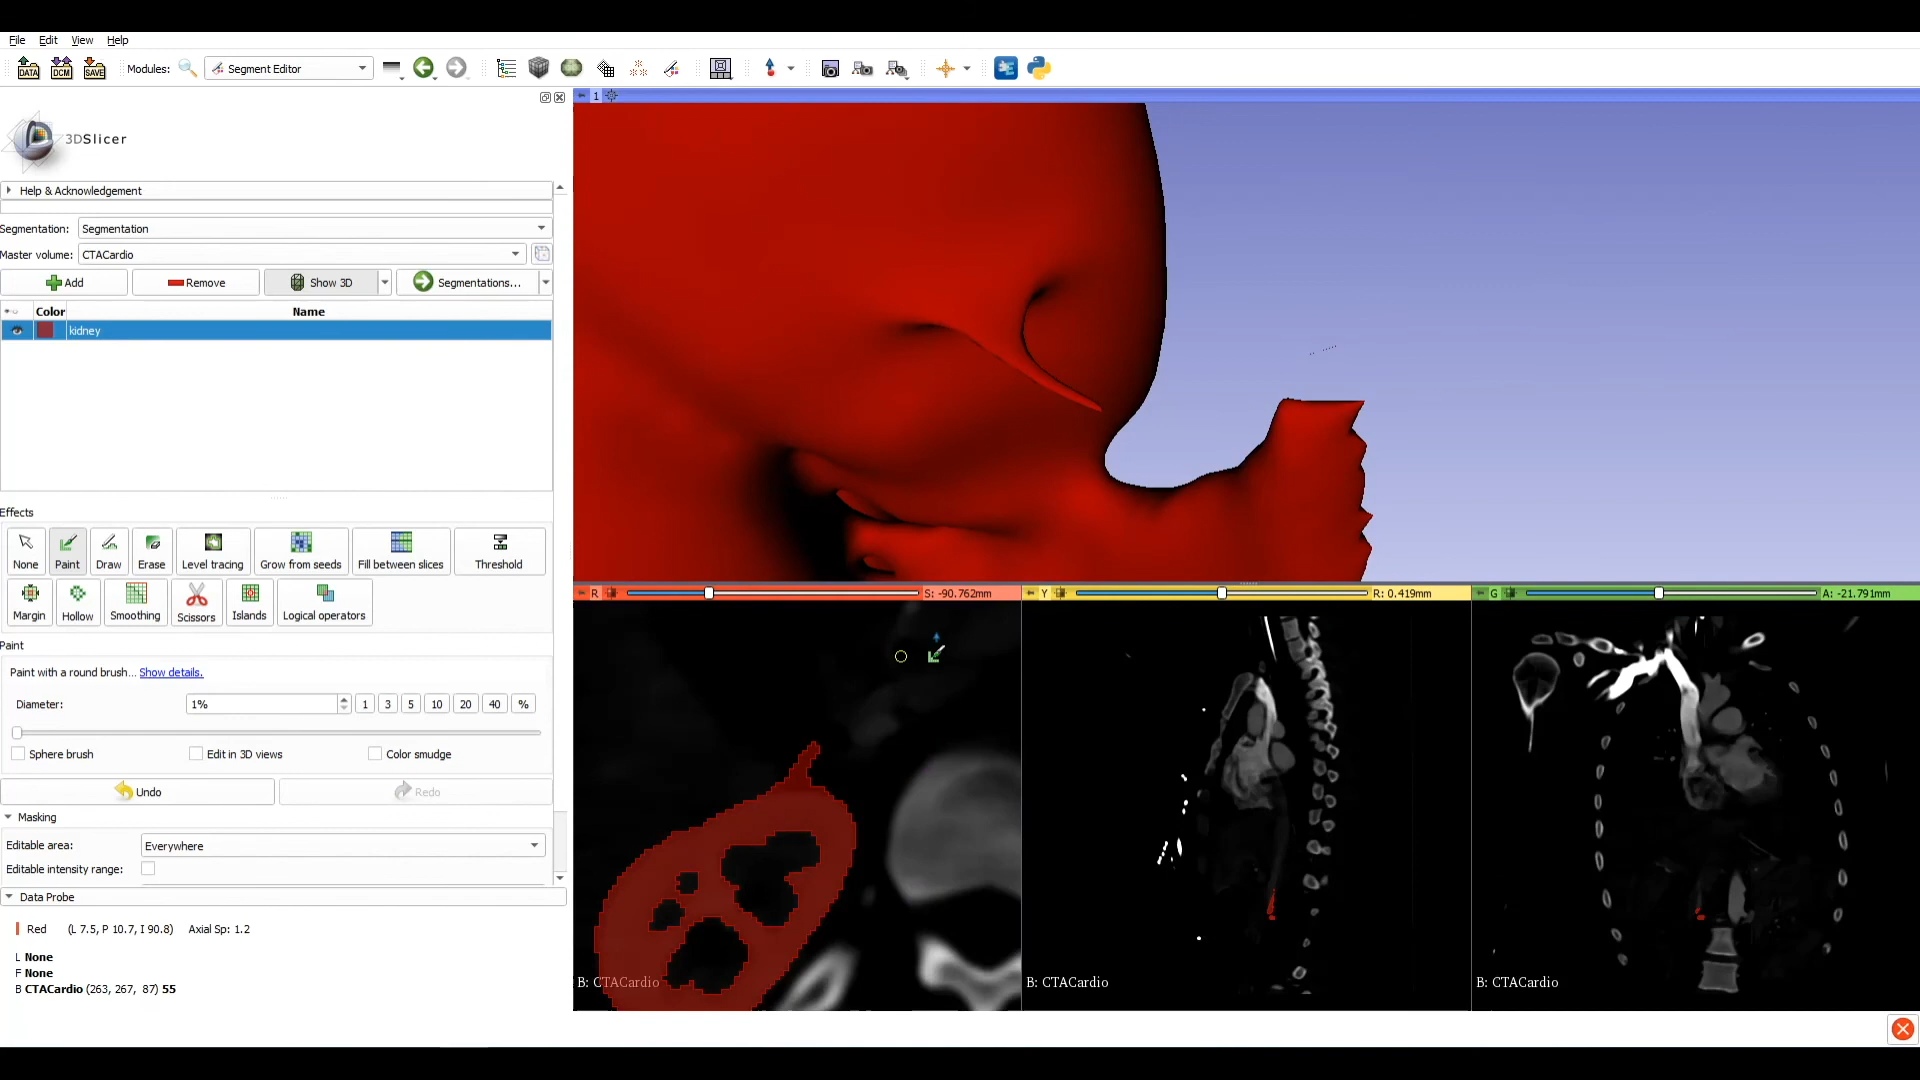 File Edit View Help
DATA DCM SAVE Modules: Segment Editor
1
3DSlicer
Help & Acknowledgement
Segmentation: Segmentation
Master volume: CTACardio
Add Remove Show 3D Segmentations...
Color Name
kidney
Effects
None Paint Draw Erase Level tracing Grow from seeds Fill between slices Threshold
Margin Hollow Smoothing Scissors Islands Logical operators
Paint
Paint with a round brush... Show details.
Diameter: 1% 1 3 5 10 20 40 %
Sphere brush Edit in 3D views Color smudge
Undo Redo
Masking
Editable area: Everywhere
Editable intensity range:
Data Probe
Red (L 7.5, P 10.7, I 90.8) Axial Sp: 1.2
L None
F None
B CTACardio (263, 267, 87) 55
R S: -90.762mm
B: CTACardio
Y R: 0.419mm
B: CTACardio
G A: -21.791mm
B: CTACardio